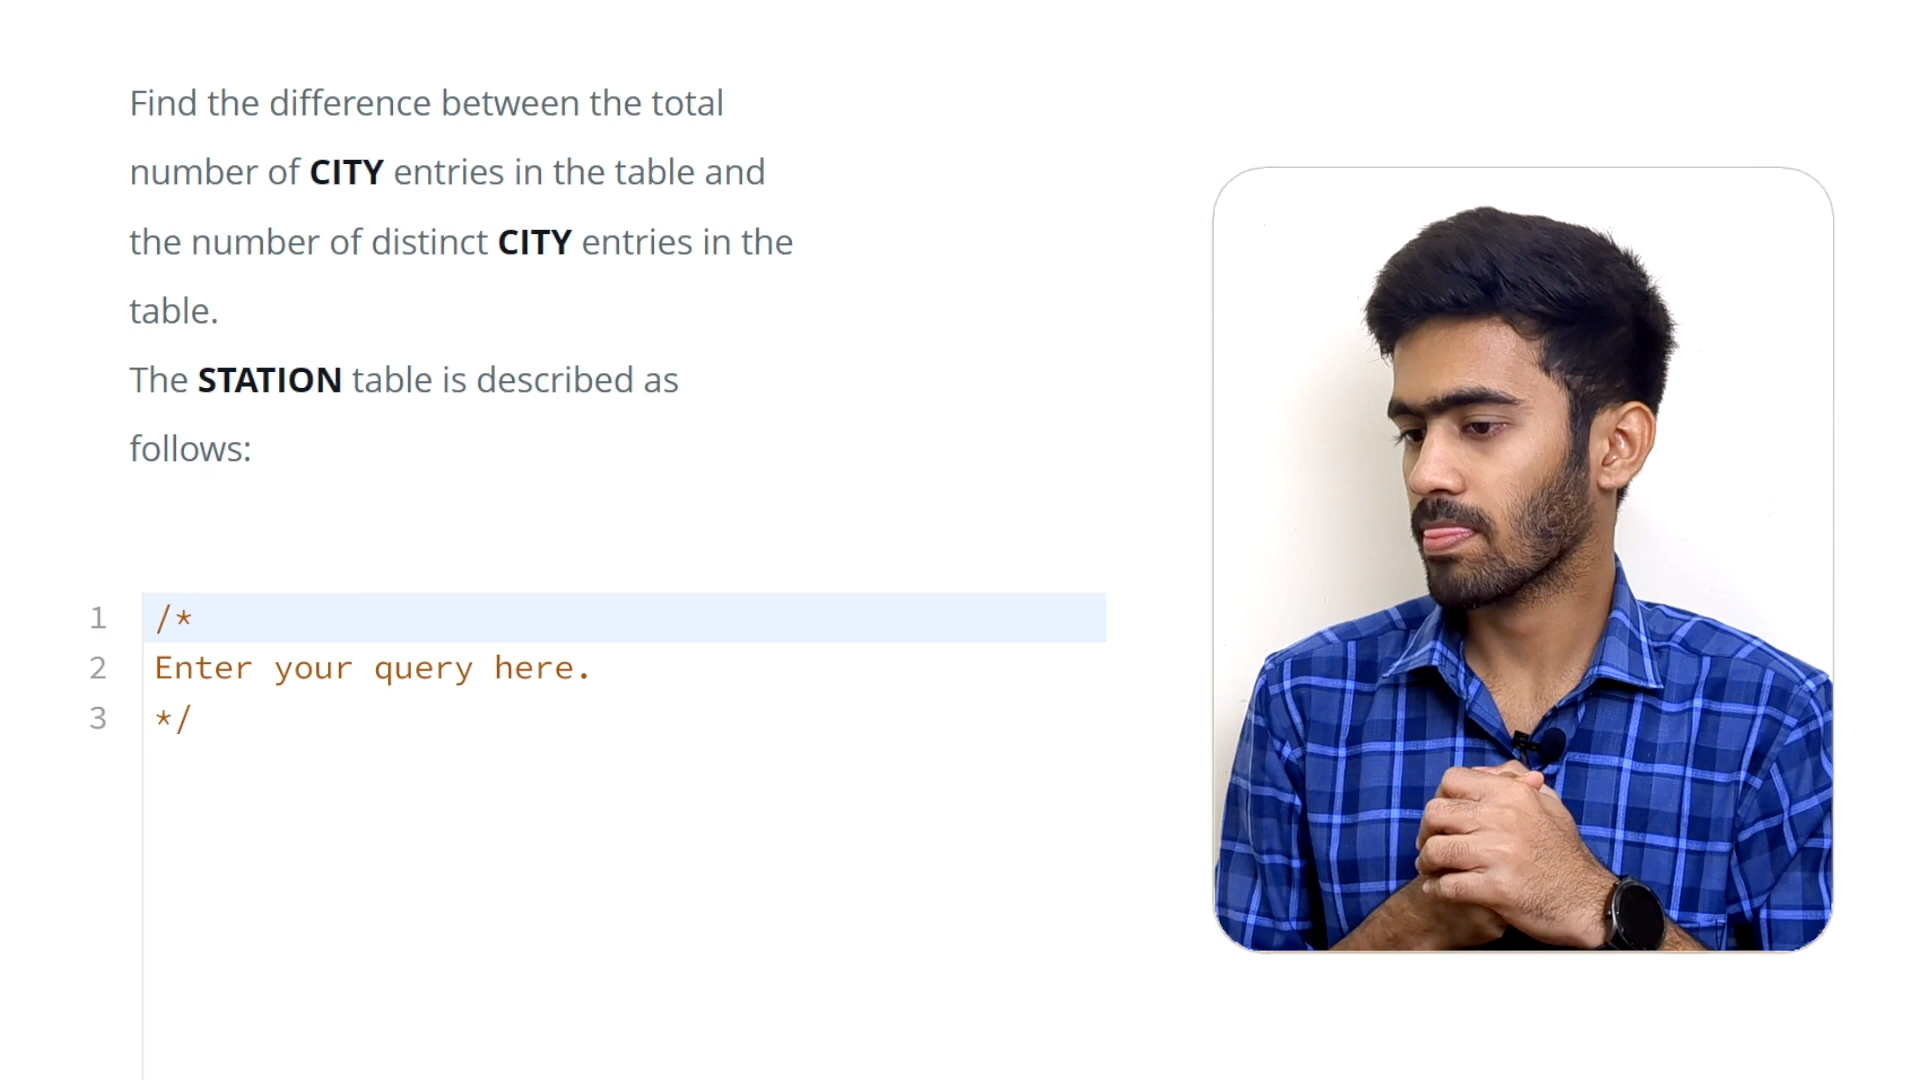 Find the difference between the total
number of CITY entries in the table and
the number of distinct CITY entries in the
table.
The STATION table is described as
follows:
1 /*
2 Enter your query here.
3 */